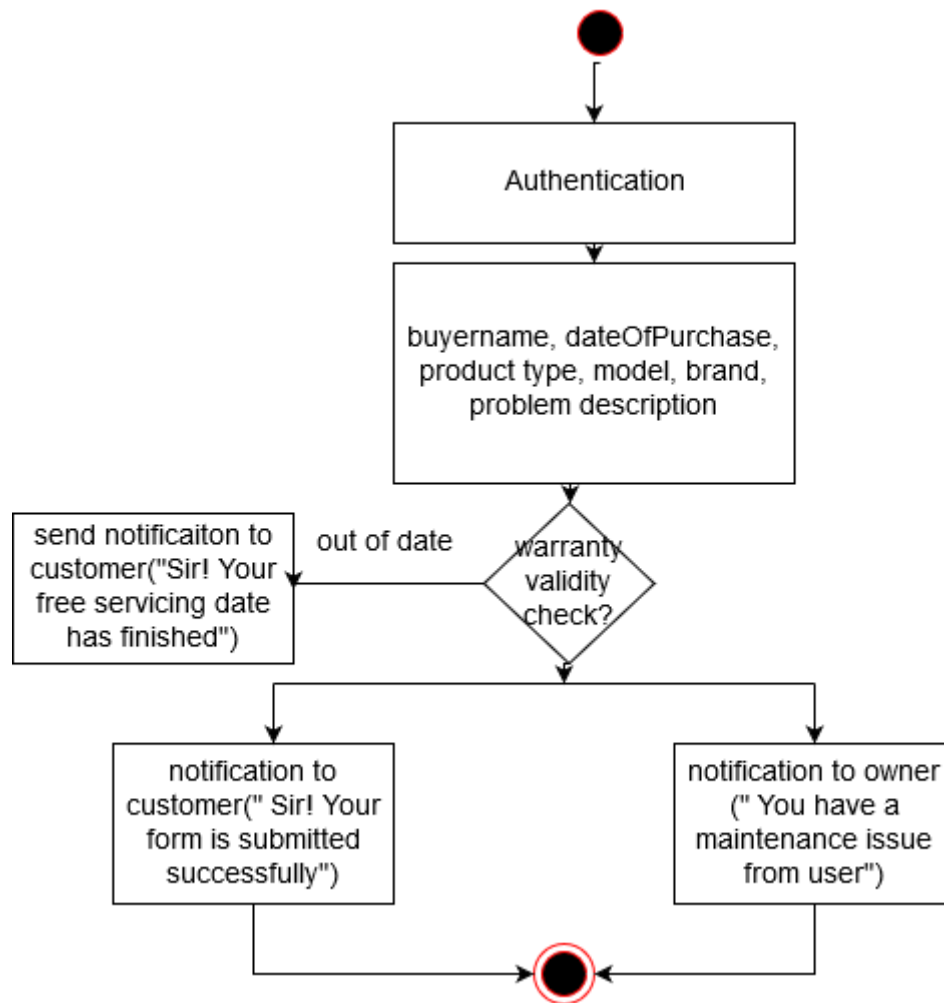 Authentication
buyername, dateOfPurchase,
product type, model, brand,
problem description
warranty
validity
check?
out of date
send notificaiton to
customer("Sir! Your
free servicing date
has finished")
notification to
customer(" Sir! Your
form is submitted
successfully")
notification to owner
(" You have a
maintenance issue
from user")